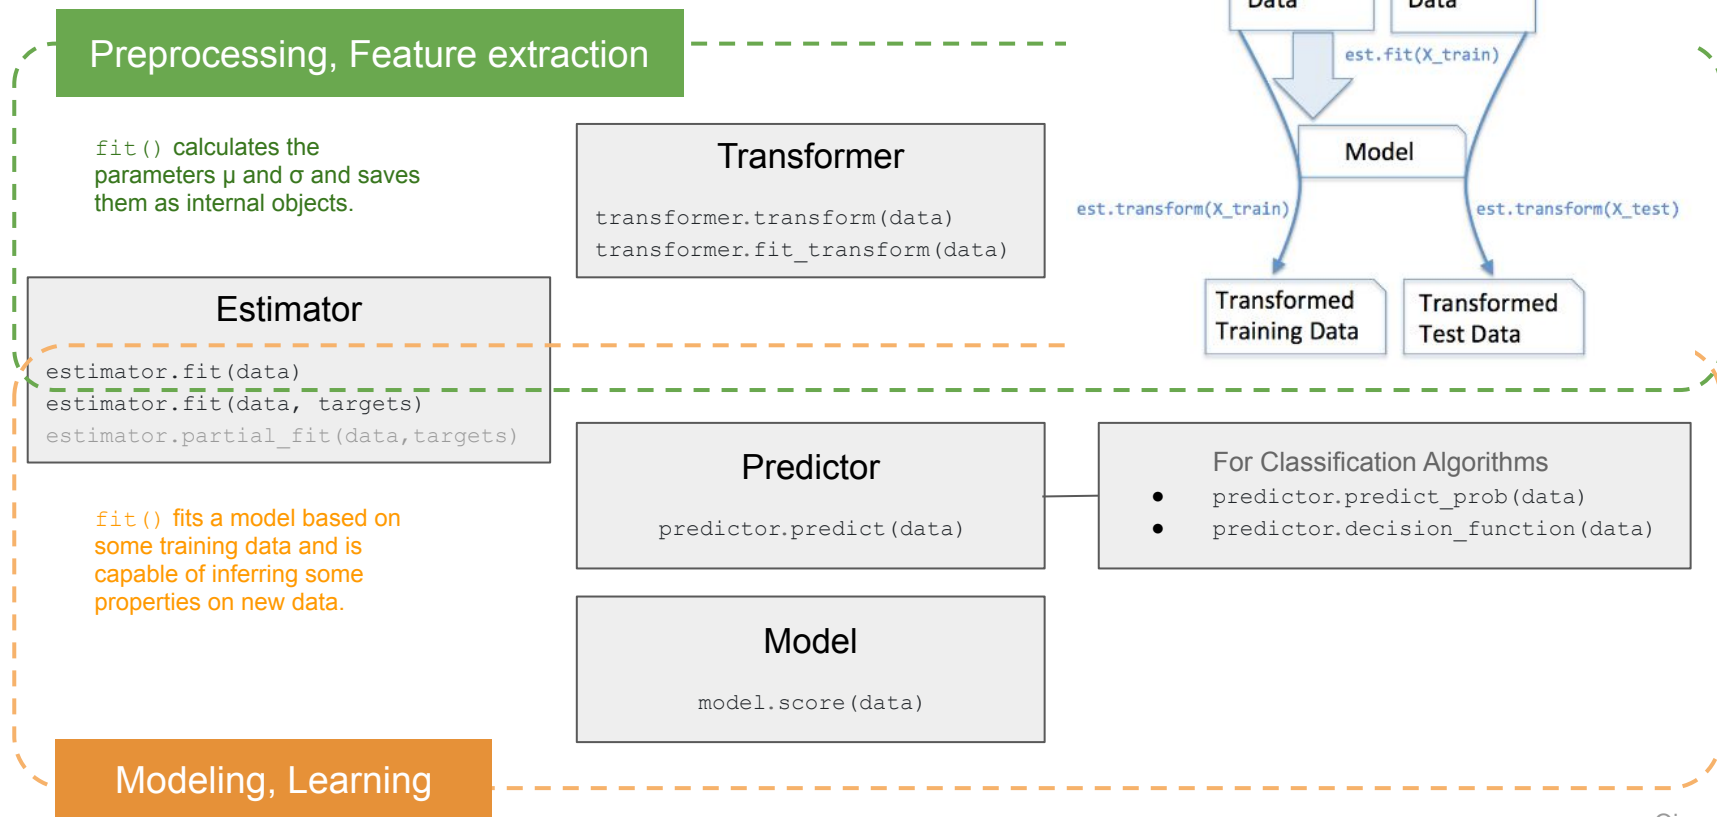 Preprocessing, Feature extraction
fit() calculates the
parameters μ and σ and saves
them as internal objects.
Transformer
transformer.transform(data)
transformer.fit_transform(data)
Data
Data
est.fit(X_train)
Model
est.transform(X_train)
est.transform(X_test)
Transformed
Training Data
Transformed
Test Data
Estimator
estimator.fit(data)
estimator.fit(data, targets)
estimator.partial_fit(data,targets)
fit() fits a model based on
some training data and is
capable of inferring some
properties on new data.
Predictor
predictor.predict(data)
For Classification Algorithms
● predictor.predict_prob(data)
● predictor.decision_function(data)
Model
model.score(data)
Modeling, Learning